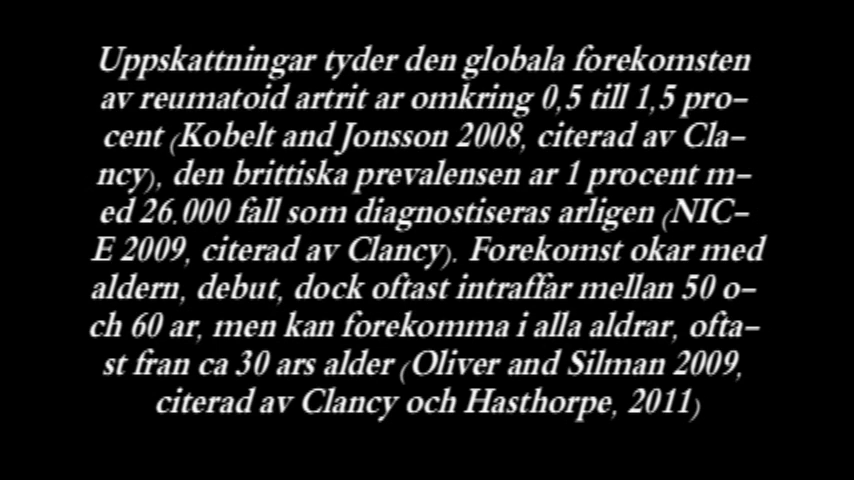 Uppskattningar tyder den globala forekomsten
av reumatoid artrit ar omkring 0,5 till 1,5 pro-
cent (Kobelt and Jonsson 2008, citerad av Cla-
ncy), den brittiska prevalensen ar 1 procent m-
ed 26.000 fall som diagnostiseras arligen (NIC-
E 2009, citerad av Clancy). Forekomst okar med
aldern, debut, dock oftast intraffar mellan 50 o-
ch 60 ar, men kan forekomma i alla aldrar, ofta-
st fran ca 30 ars alder (Oliver and Silman 2009,
citerad av Clancy och Hasthorpe, 2011)